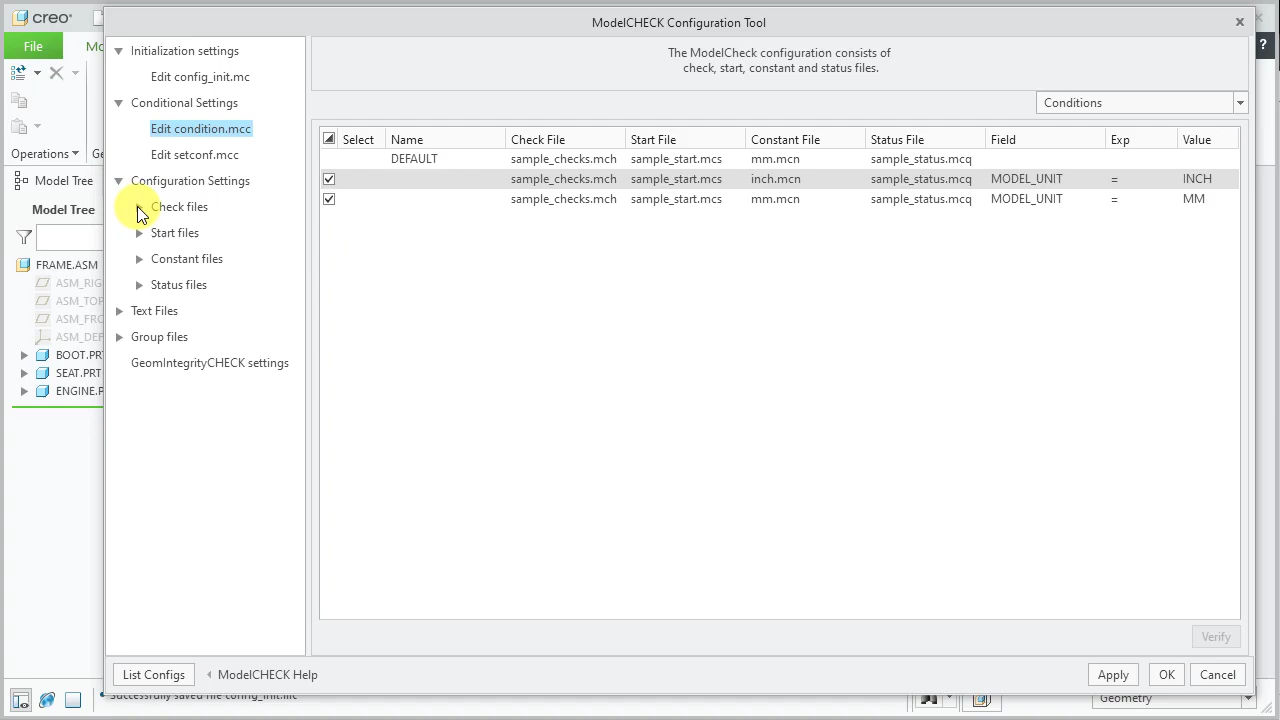 creo
ModelCHECK Configuration Tool
File
Mo
?
Operations
Ge
Model Tree
Model Tree
FRAME.ASM
ASM_RIG
ASM_TOP
ASM_FRO
ASM_DEF
BOOT.PR
SEAT.PRT
ENGINE.P
Initialization settings
Edit config_init.mc
Conditional Settings
Edit condition.mcc
Edit setconf.mcc
Configuration Settings
Check files
Start files
Constant files
Status files
Text Files
Group files
GeomIntegrityCHECK settings
The ModelCheck configuration consists of
check, start, constant and status files.
Conditions
Select Name Check File Start File Constant File Status File Field Exp Value
DEFAULT sample_checks.mch sample_start.mcs mm.mcn sample_status.mcq
sample_checks.mch sample_start.mcs inch.mcn sample_status.mcq MODEL_UNIT = INCH
sample_checks.mch sample_start.mcs mm.mcn sample_status.mcq MODEL_UNIT = MM
Verify
List Configs
ModelCHECK Help
Apply
OK
Cancel
Successfully saved file config_init.mc
Geometry